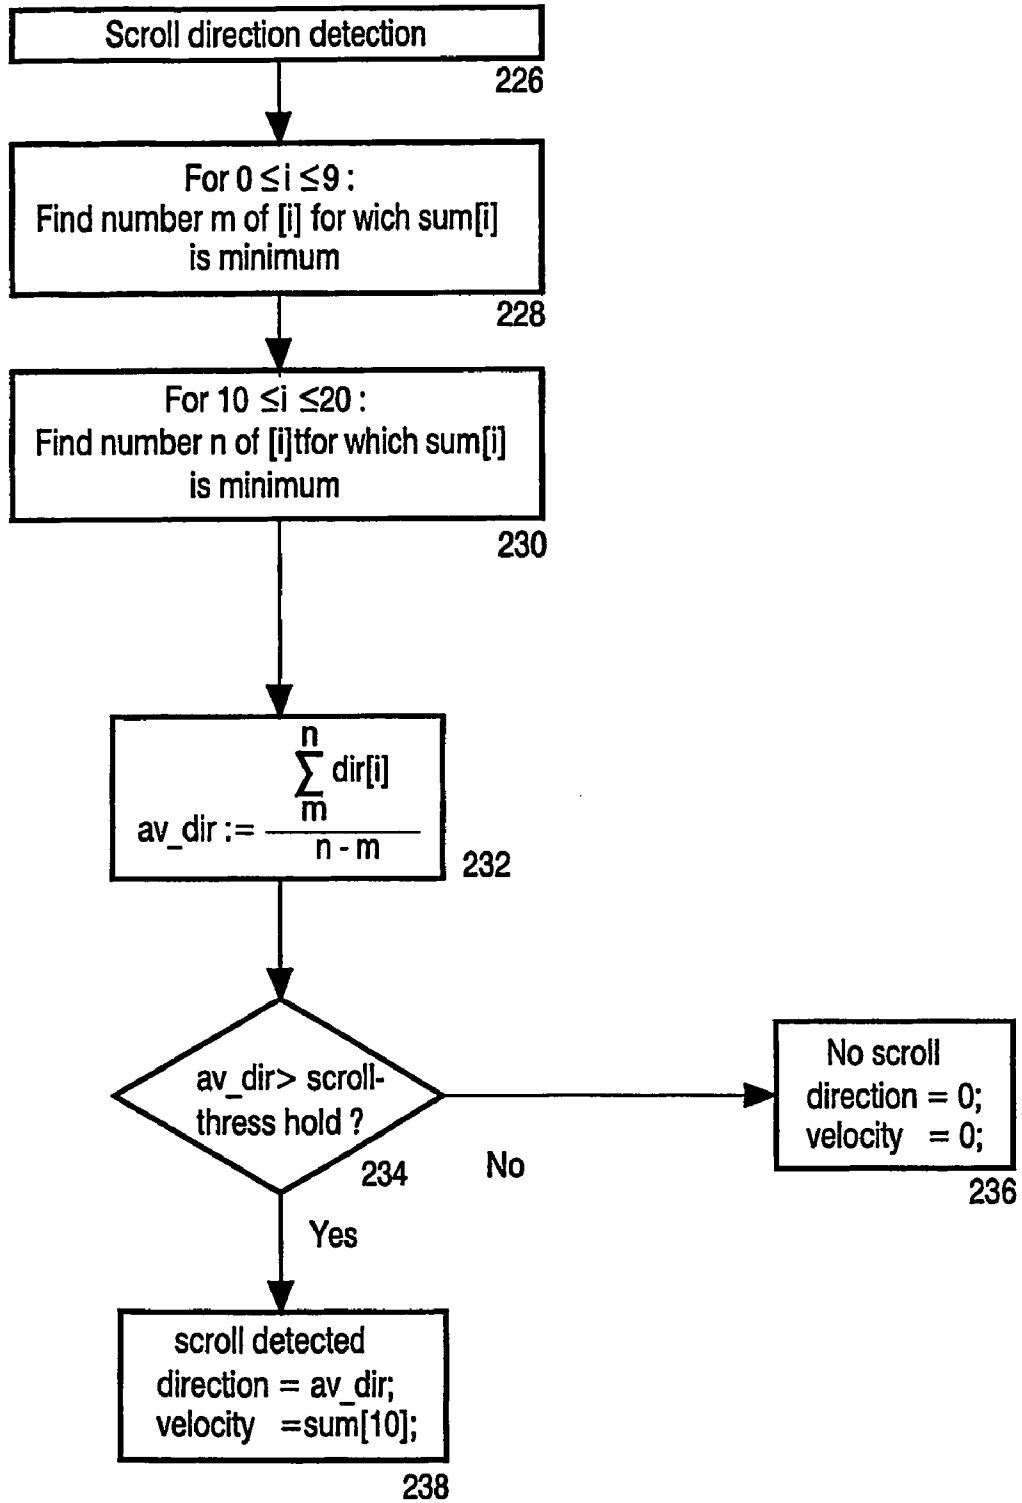 Scroll direction detection
226
For 0 ≤i ≤9 :
Find number m of [i] for wich sum[i]
is minimum
228
For 10 ≤i ≤20 :
Find number n of [i]tfor which sum[i]
is minimum
230
n
∑ dir[i]
m
av_dir :=
n - m
232
av_dir> scroll-
thress hold ?
234
No
No scroll
direction = 0;
velocity = 0;
236
Yes
scroll detected
direction = av_dir;
velocity =sum[10];
238